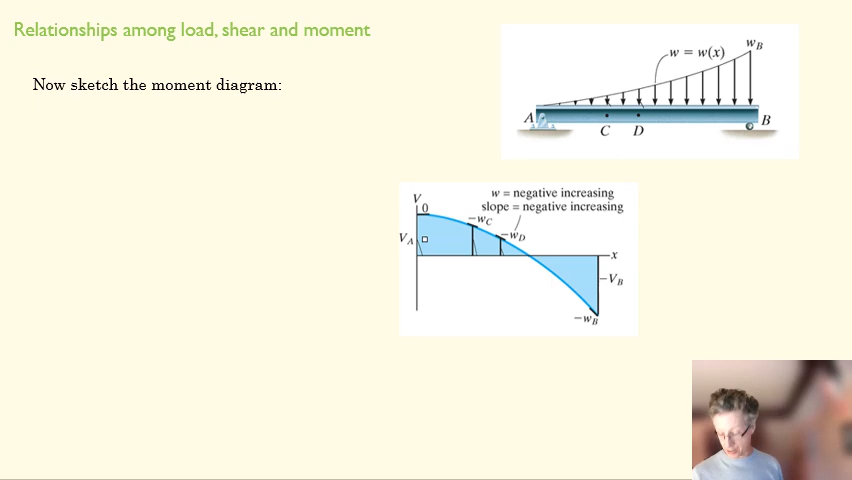 Relationships among load, shear and moment
Now sketch the moment diagram:
w = w(x)
w_B
A
B
C D
V
0
w = negative increasing
slope = negative increasing
−w_C
−w_D
V_A
x
−V_B
−w_B